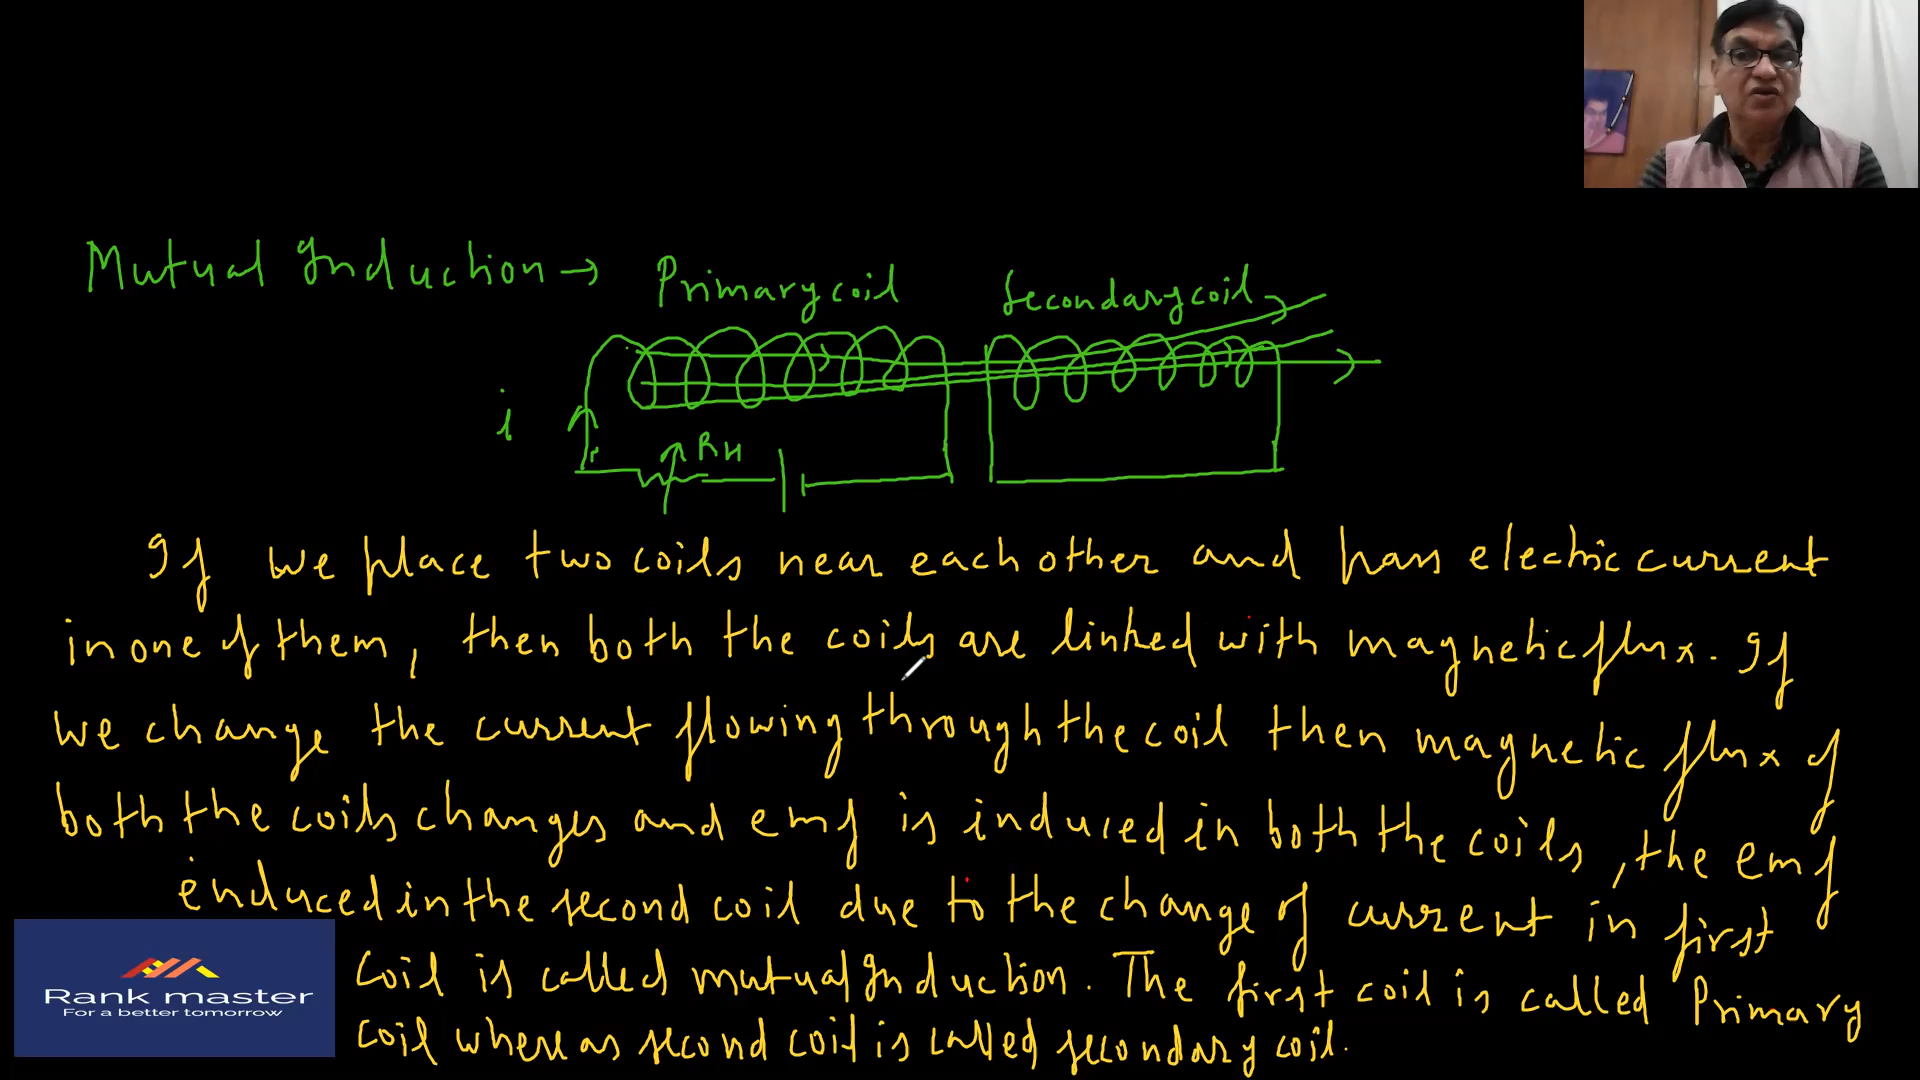 Mutual Induction →
Primary coil
Secondary coil
i
RH
If we place two coils near each other and pass electric current
in one of them, then both the coils are linked with magnetic flux. If
we change the current flowing through the coil then magnetic flux of
both the coils changes and emf is induced in both the coils, the emf
induced in the second coil due to the change of current in first
coil is called mutual Induction. The first coil is called Primary
coil where as second coil is called secondary coil.
Rank master
For a better tomorrow